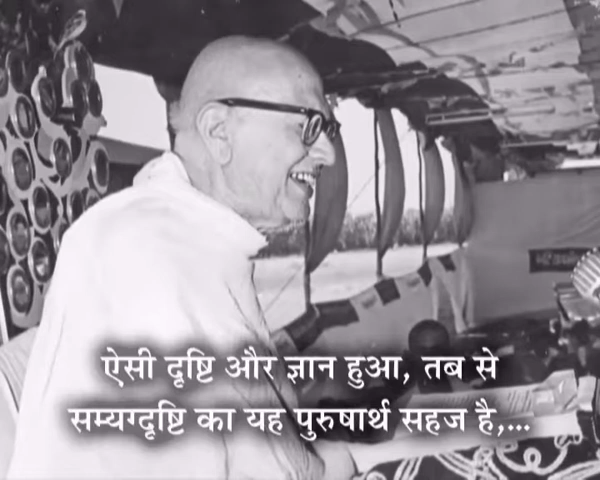 ऐसी दृष्टि और ज्ञान हुआ, तब से
सम्यग्दृष्टि का यह पुरुषार्थ सहज है,...